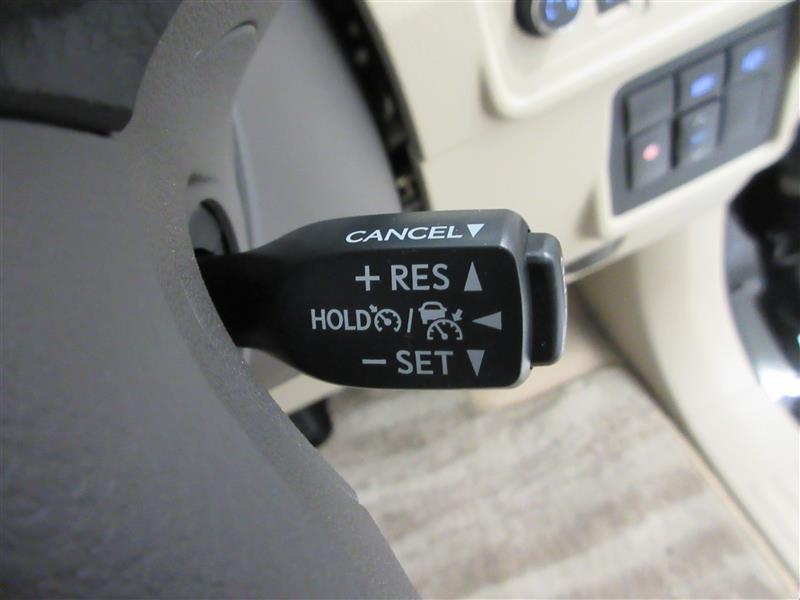 CANCEL▼
+ RES ▲
HOLD / ◀
− SET ▼